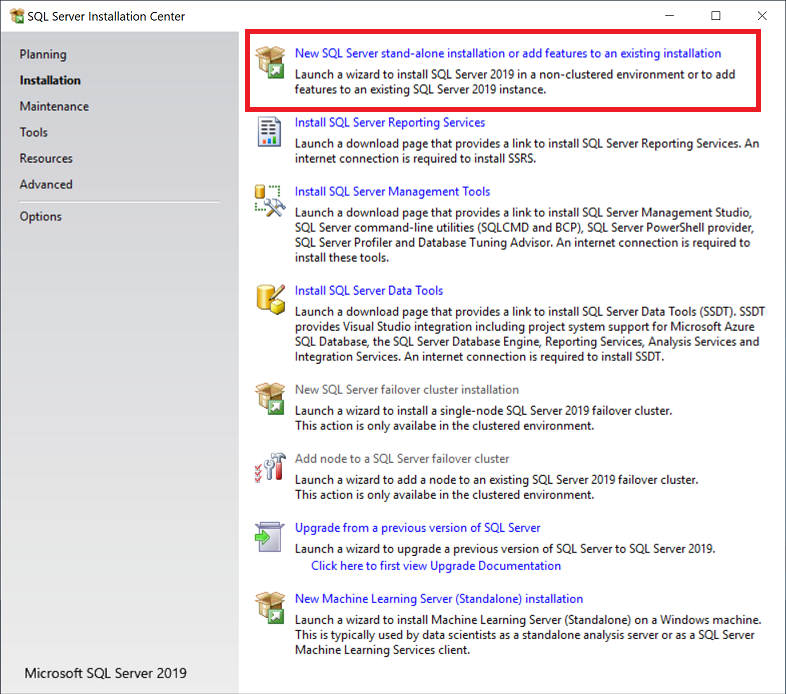 SQL Server Installation Center
Planning
Installation
Maintenance
Tools
Resources
Advanced
Options
New SQL Server stand-alone installation or add features to an existing installation
Launch a wizard to install SQL Server 2019 in a non-clustered environment or to add
features to an existing SQL Server 2019 instance.
Install SQL Server Reporting Services
Launch a download page that provides a link to install SQL Server Reporting Services. An
internet connection is required to install SSRS.
Install SQL Server Management Tools
Launch a download page that provides a link to install SQL Server Management Studio,
SQL Server command-line utilities (SQLCMD and BCP), SQL Server PowerShell provider,
SQL Server Profiler and Database Tuning Advisor. An internet connection is required to
install these tools.
Install SQL Server Data Tools
Launch a download page that provides a link to install SQL Server Data Tools (SSDT). SSDT
provides Visual Studio integration including project system support for Microsoft Azure
SQL Database, the SQL Server Database Engine, Reporting Services, Analysis Services and
Integration Services. An internet connection is required to install SSDT.
New SQL Server failover cluster installation
Launch a wizard to install a single-node SQL Server 2019 failover cluster.
This action is only availabe in the clustered environment.
Add node to a SQL Server failover cluster
Launch a wizard to add a node to an existing SQL Server 2019 failover cluster.
This action is only availabe in the clustered environment.
Upgrade from a previous version of SQL Server
Launch a wizard to upgrade a previous version of SQL Server to SQL Server 2019.
Click here to first view Upgrade Documentation
New Machine Learning Server (Standalone) installation
Launch a wizard to install Machine Learning Server (Standalone) on a Windows machine.
This is typically used by data scientists as a standalone analysis server or as a SQL Server
Machine Learning Services client.
Microsoft SQL Server 2019